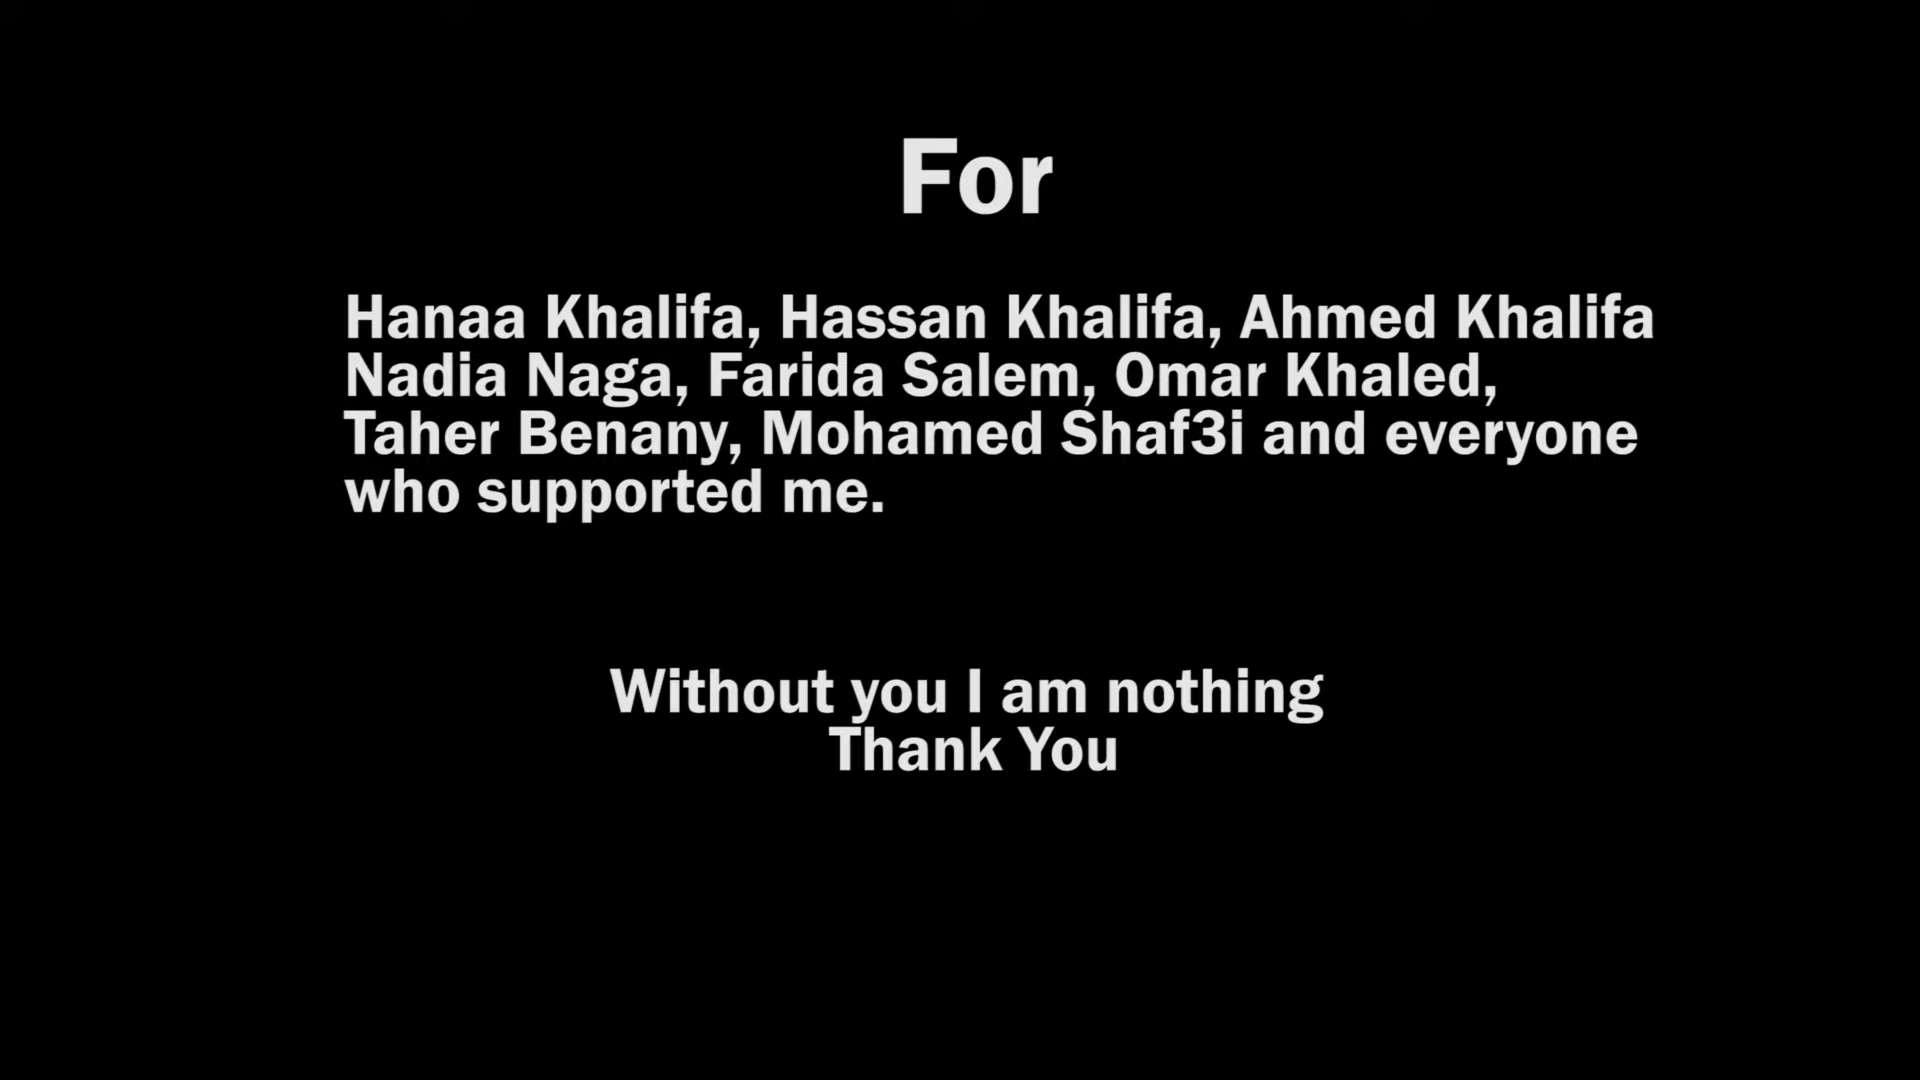 For
Hanaa Khalifa, Hassan Khalifa, Ahmed Khalifa
Nadia Naga, Farida Salem, Omar Khaled,
Taher Benany, Mohamed Shaf3i and everyone
who supported me.
Without you I am nothing
Thank You